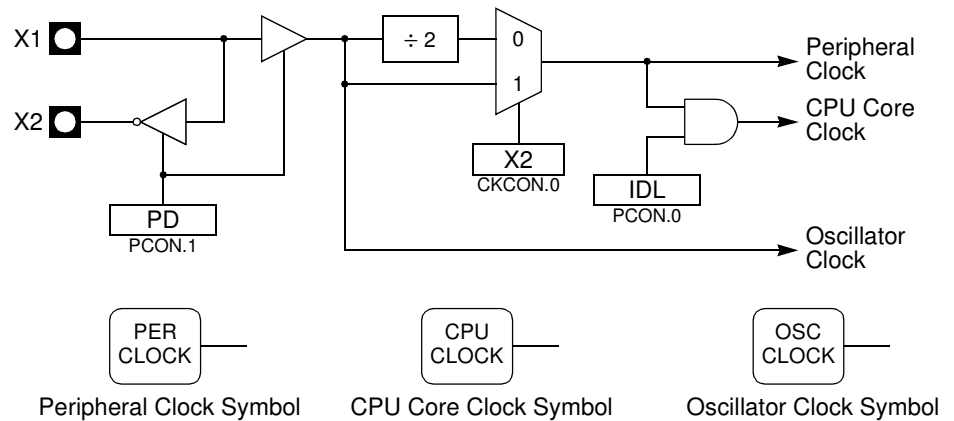 X1
÷ 2
0
1
Peripheral
Clock
X2
CPU Core
Clock
X2
CKCON.0
IDL
PCON.0
PD
PCON.1
Oscillator
Clock
PER
CLOCK
CPU
CLOCK
OSC
CLOCK
Peripheral Clock Symbol
CPU Core Clock Symbol
Oscillator Clock Symbol